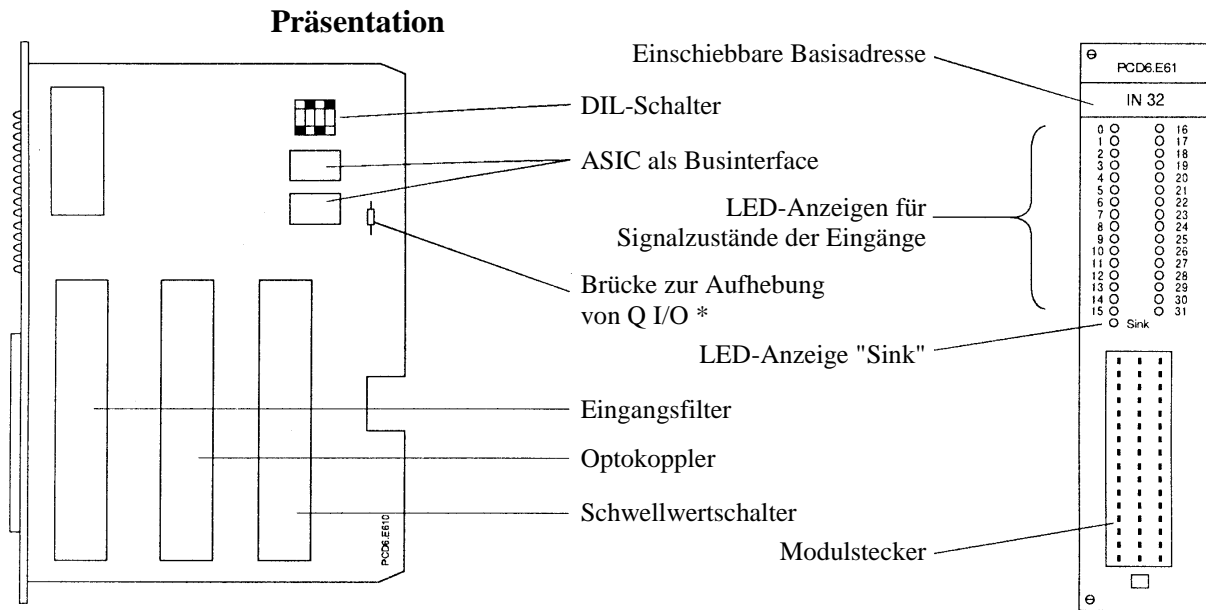 Präsentation
Einschiebbare Basisadresse
DIL-Schalter
ASIC als Businterface
LED-Anzeigen für
Signalzustände der Eingänge
Brücke zur Aufhebung
von Q I/O *
LED-Anzeige "Sink"
Eingangsfilter
Optokoppler
Schwellwertschalter
Modulstecker
PCD6.E610
PCD6.E61
IN 32
0 16
1 17
2 18
3 19
4 20
5 21
6 22
7 23
8 24
9 25
10 26
11 27
12 28
13 29
14 30
15 31
Sink